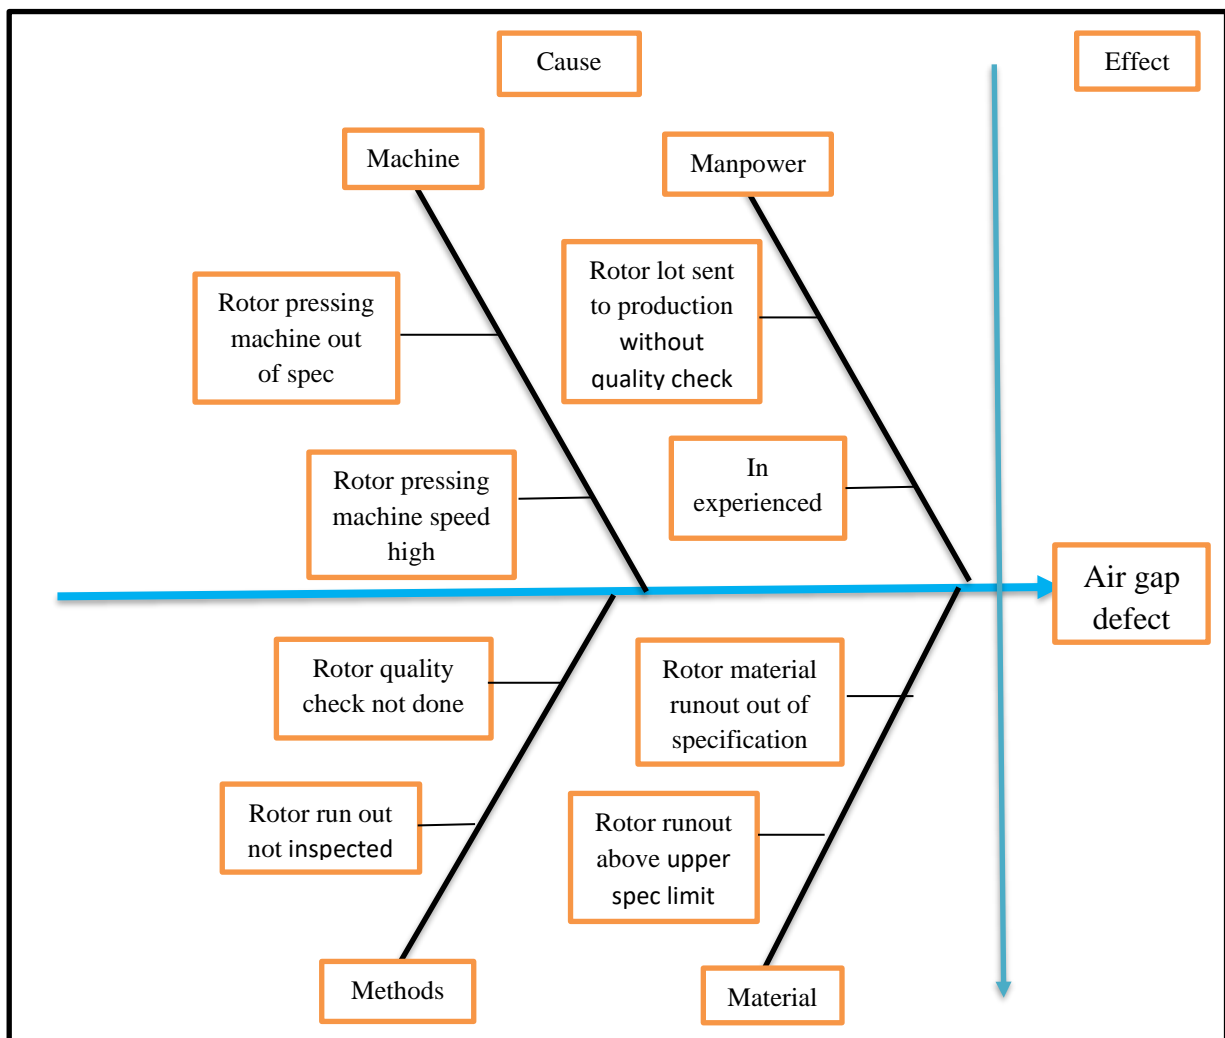 Cause
Effect
Machine
Manpower
Rotor pressing
machine out
of spec
Rotor lot sent
to production
without
quality check
Rotor pressing
machine speed
high
In
experienced
Air gap
defect
Rotor quality
check not done
Rotor material
runout out of
specification
Rotor run out
not inspected
Rotor runout
above upper
spec limit
Methods
Material